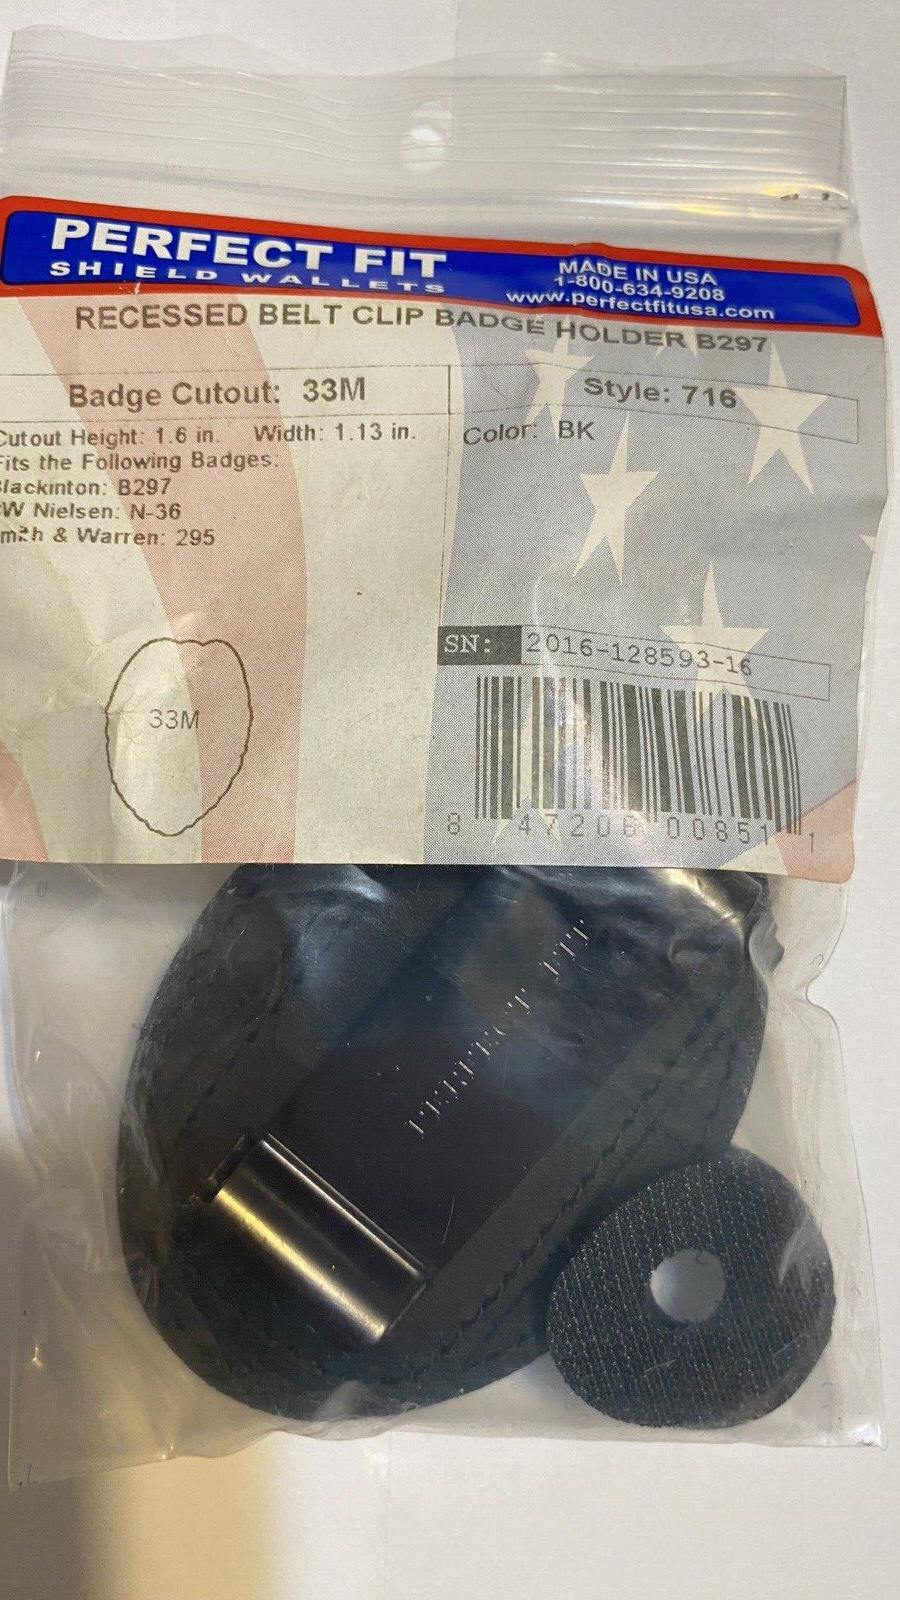 PERFECT FIT
SHIELD WALLETS
MADE IN USA
1-800-634-9208
www.perfectfitusa.com
RECESSED BELT CLIP BADGE HOLDER B297
Badge Cutout: 33M
Style: 716
Cutout Height: 1.6 in. Width: 1.13 in.
Color: BK
Fits the Following Badges:
Blackinton: B297
W Nielsen: N-36
& Warren: 295
SN: 2016-128593-16
33M
8 47206 00851 1
PERFECT FIT